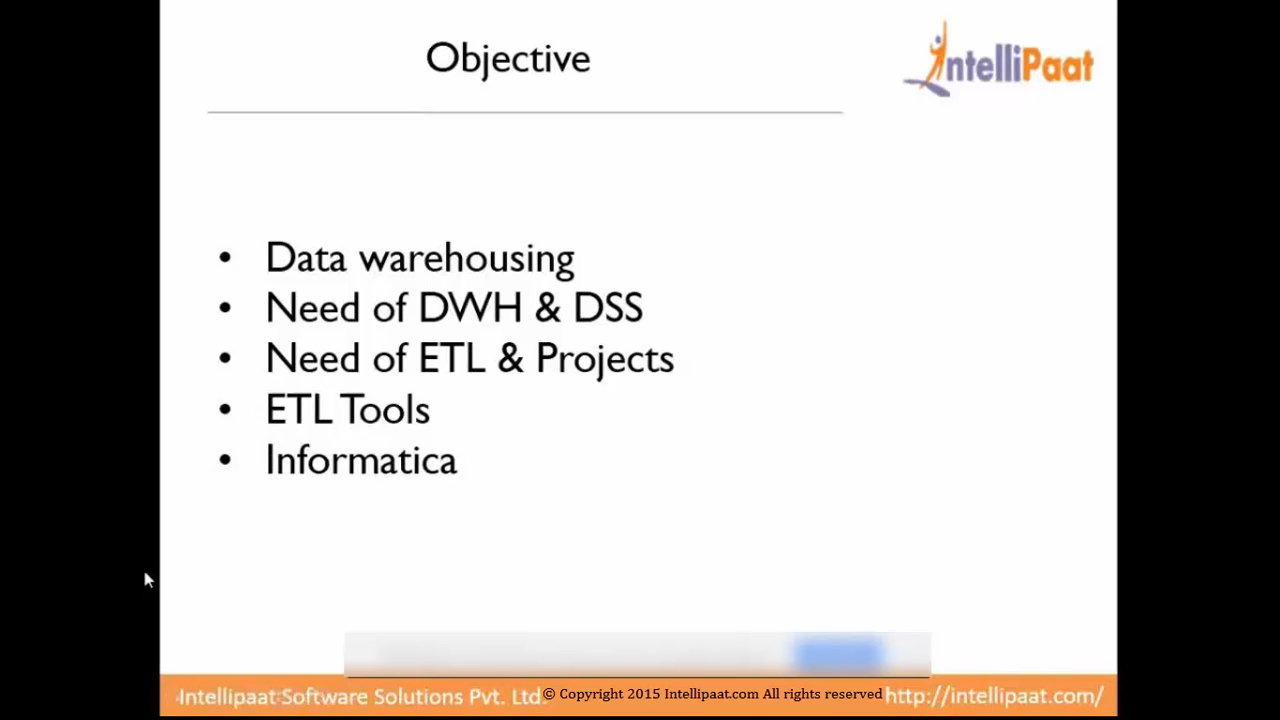 Objective
IntelliPaat
• Data warehousing
• Need of DWH & DSS
• Need of ETL & Projects
• ETL Tools
• Informatica
Intellipaat Software Solutions Pvt. Ltd. © Copyright 2015 Intellipaat.com All rights reserved http://intellipaat.com/